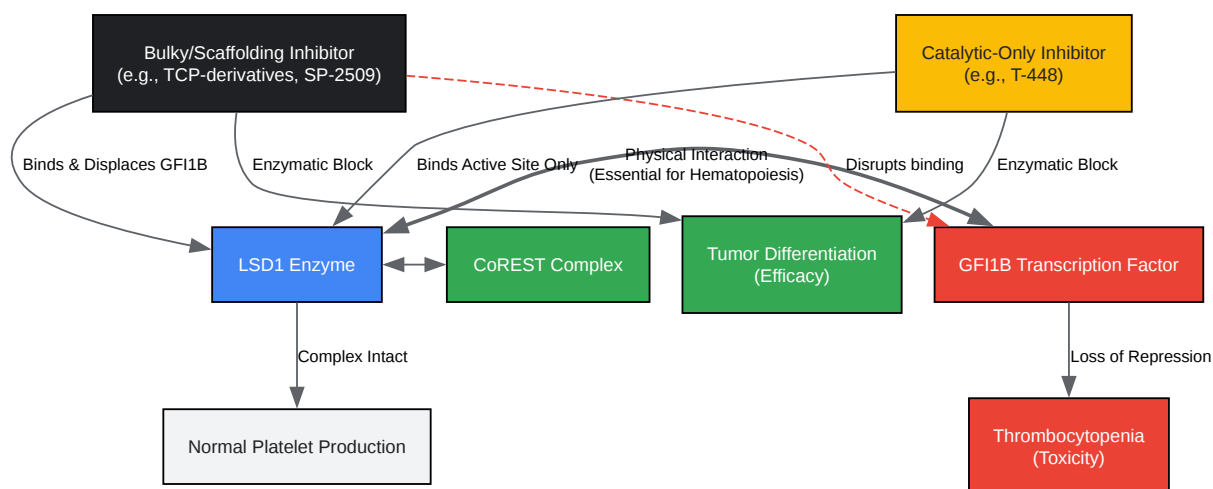 Bulky/Scaffolding Inhibitor
(e.g., TCP-derivatives, SP-2509)
Catalytic-Only Inhibitor
(e.g., T-448)
Binds & Displaces GFI1B
Enzymatic Block
Binds Active Site Only
Physical Interaction
(Essential for Hematopoiesis)
Disrupts binding
Enzymatic Block
LSD1 Enzyme
CoREST Complex
Tumor Differentiation
(Efficacy)
GFI1B Transcription Factor
Complex Intact
Loss of Repression
Normal Platelet Production
Thrombocytopenia
(Toxicity)